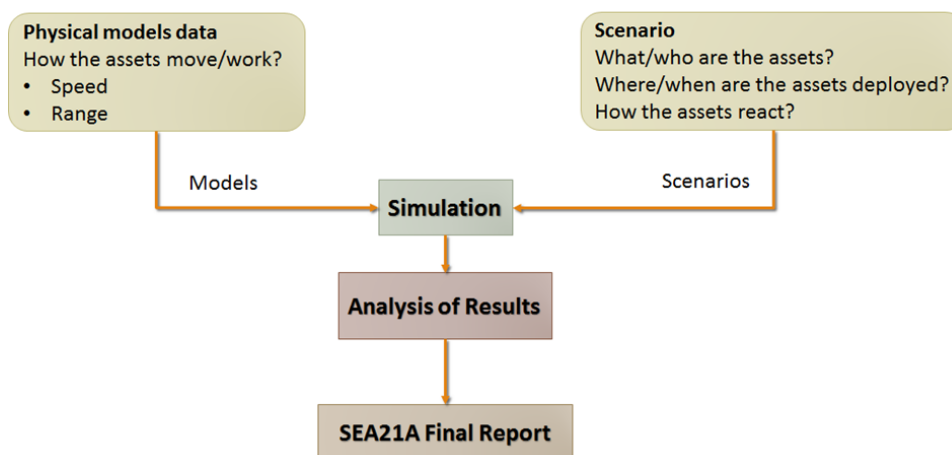 Physical models data
How the assets move/work?
• Speed
• Range
Scenario
What/who are the assets?
Where/when are the assets deployed?
How the assets react?
Models
Scenarios
Simulation
Analysis of Results
SEA21A Final Report